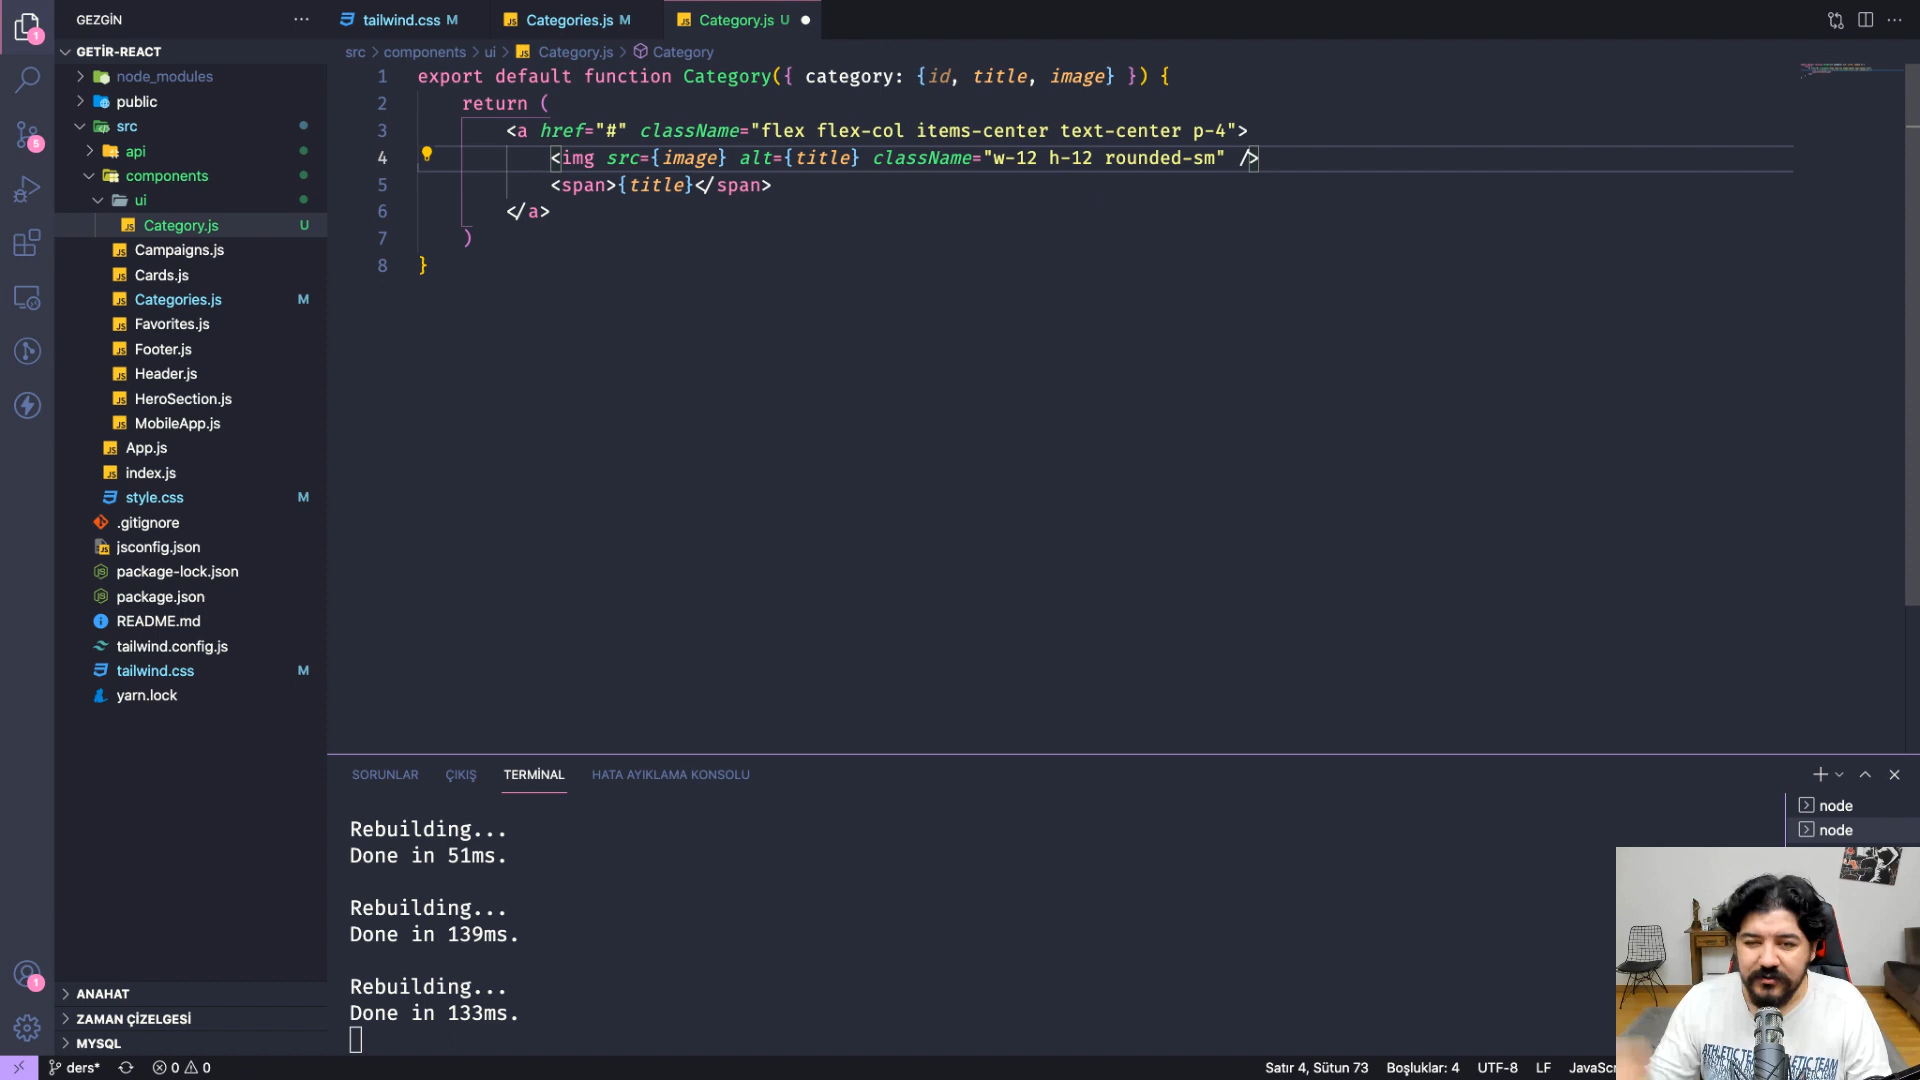 GEZGİN
tailwind.css M
Categories.js M
Category.js U
1
GETİR-REACT
src > components > ui > Category.js > Category
node_modules
public
src
api
components
ui
Category.js U
Campaigns.js
Cards.js
Categories.js M
Favorites.js
Footer.js
Header.js
HeroSection.js
MobileApp.js
App.js
index.js
style.css M
.gitignore
jsconfig.json
package-lock.json
package.json
README.md
tailwind.config.js
tailwind.css M
yarn.lock
5
1 export default function Category({ category: {id, title, image} }) {
2 return (
3 <a href="#" className="flex flex-col items-center text-center p-4">
4 <img src={image} alt={title} className="w-12 h-12 rounded-sm" />
5 <span>{title}</span>
6 </a>
7 )
8 }
SORUNLAR ÇIKIŞ TERMİNAL HATA AYIKLAMA KONSOLU
Rebuilding...
Done in 51ms.
Rebuilding...
Done in 139ms.
Rebuilding...
Done in 133ms.
node
node
1
ANAHAT
ZAMAN ÇİZELGESİ
MYSQL
ders* 0 0
Satır 4, Sütun 73 Boşluklar: 4 UTF-8 LF